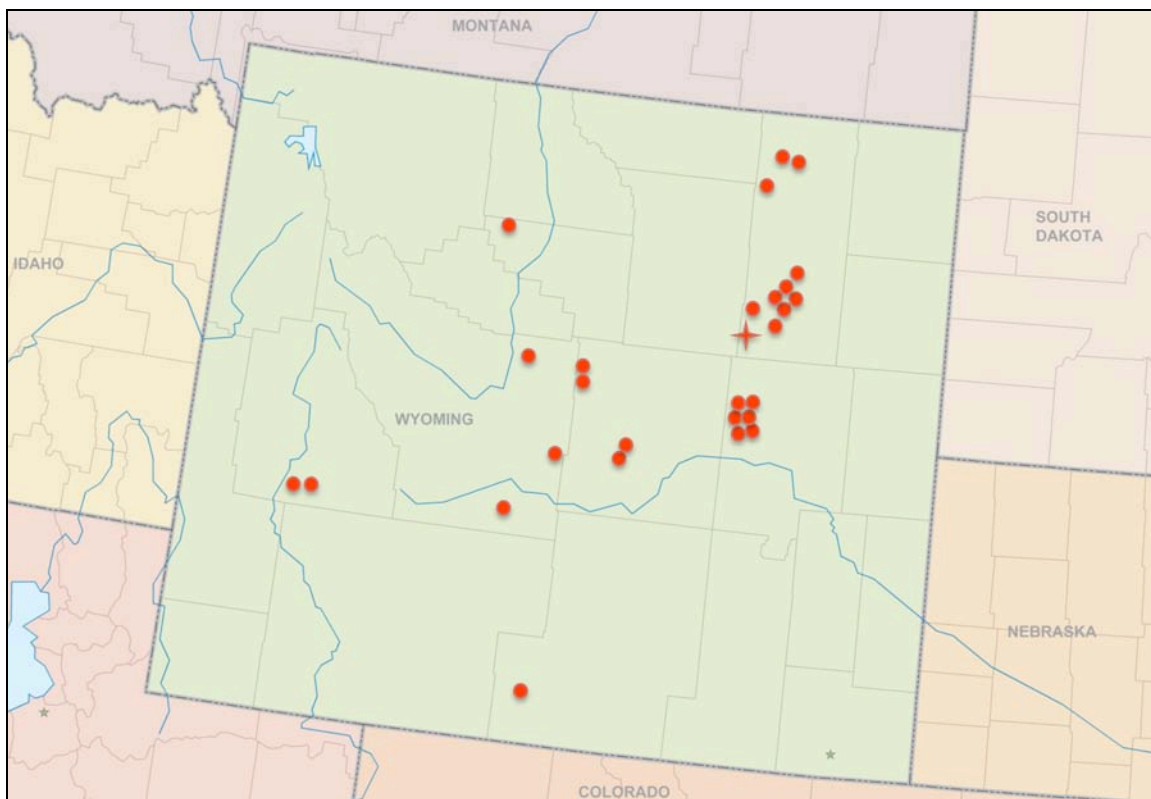 MONTANA
SOUTH
DAKOTA
IDAHO
WYOMING
NEBRASKA
COLORADO